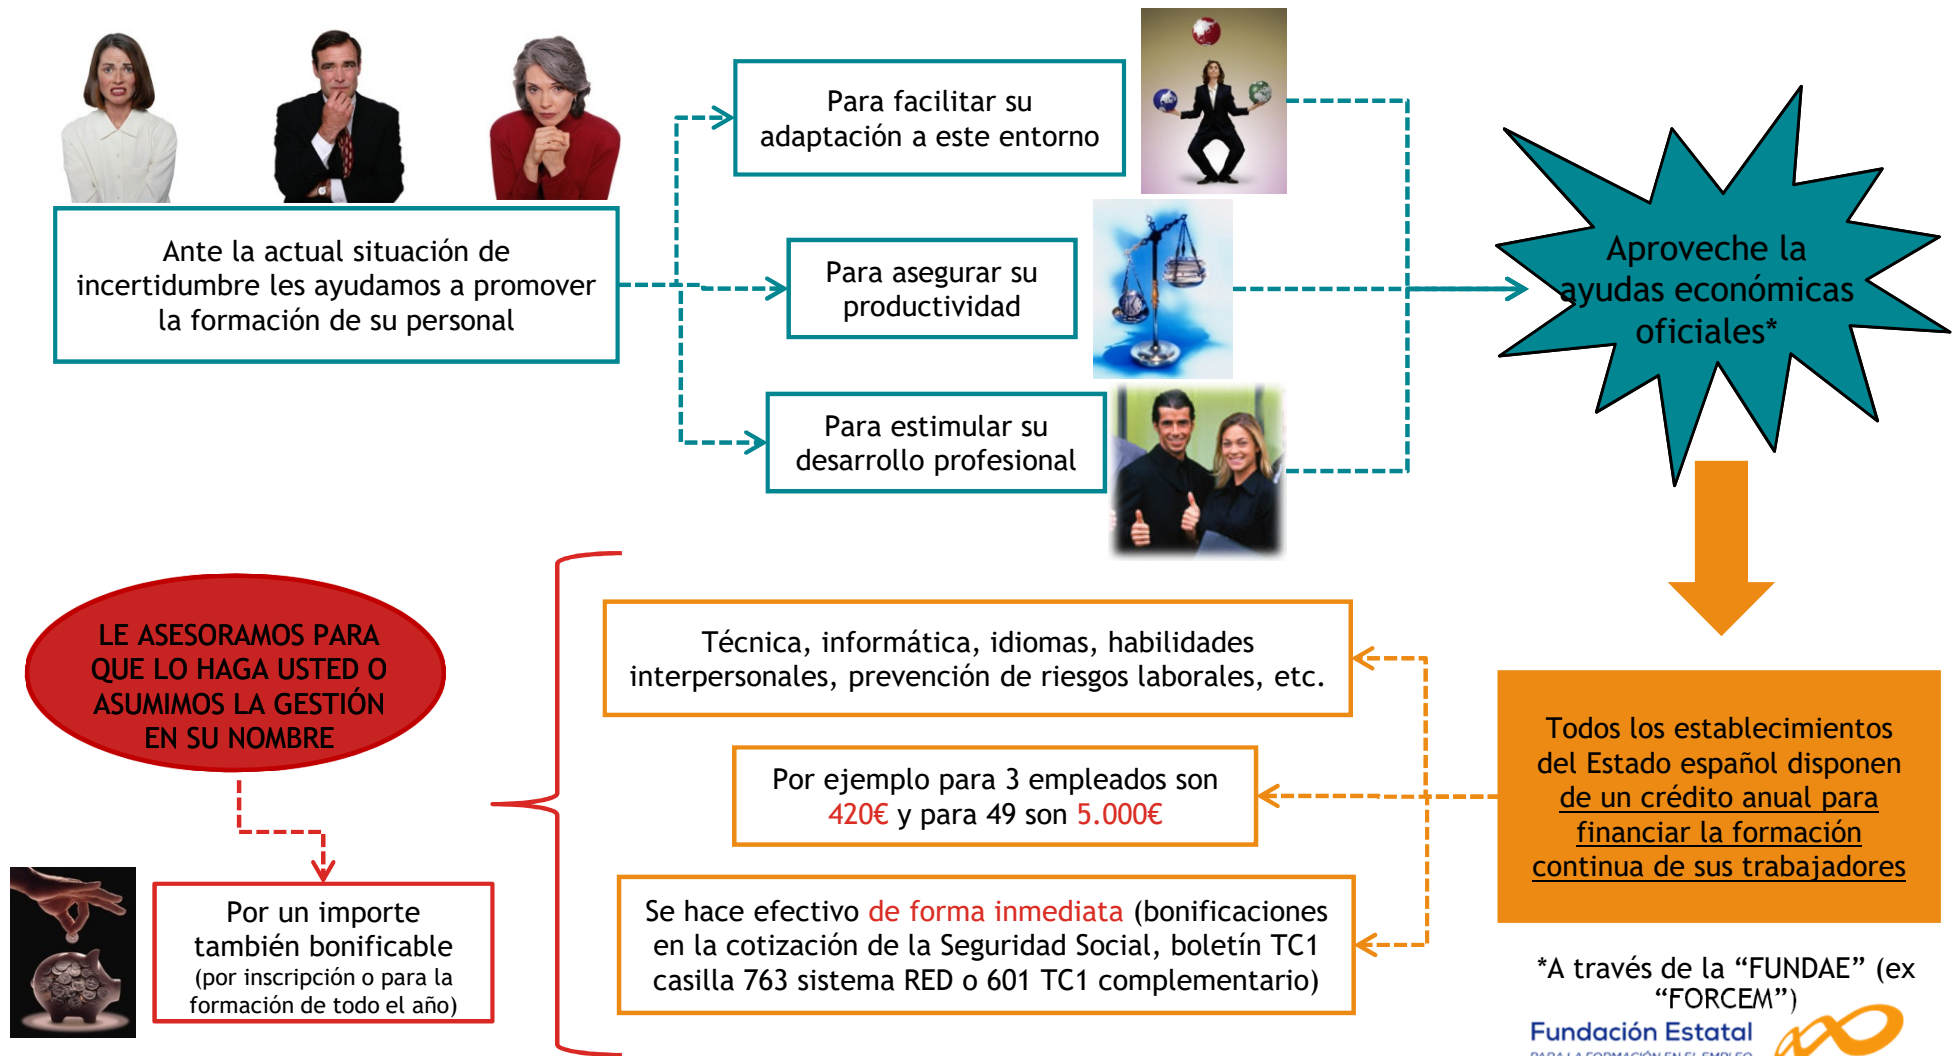 Ante la actual situación de
incertidumbre les ayudamos a promover
la formación de su personal
Para facilitar su
adaptación a este entorno
Para asegurar su
productividad
Para estimular su
desarrollo profesional
Aproveche la
ayudas económicas
oficiales*
Todos los establecimientos
del Estado español disponen
de un crédito anual para
financiar la formación
continua de sus trabajadores
*A través de la “FUNDAE” (ex
“FORCEM”)
Fundación Estatal
PARA LA FORMACIÓN EN EL EMPLEO
Técnica, informática, idiomas, habilidades
interpersonales, prevención de riesgos laborales, etc.
Por ejemplo para 3 empleados son
420€ y para 49 son 5.000€
Se hace efectivo de forma inmediata (bonificaciones
en la cotización de la Seguridad Social, boletín TC1
casilla 763 sistema RED o 601 TC1 complementario)
LE ASESORAMOS PARA
QUE LO HAGA USTED O
ASUMIMOS LA GESTIÓN
EN SU NOMBRE
Por un importe
también bonificable
(por inscripción o para la
formación de todo el año)